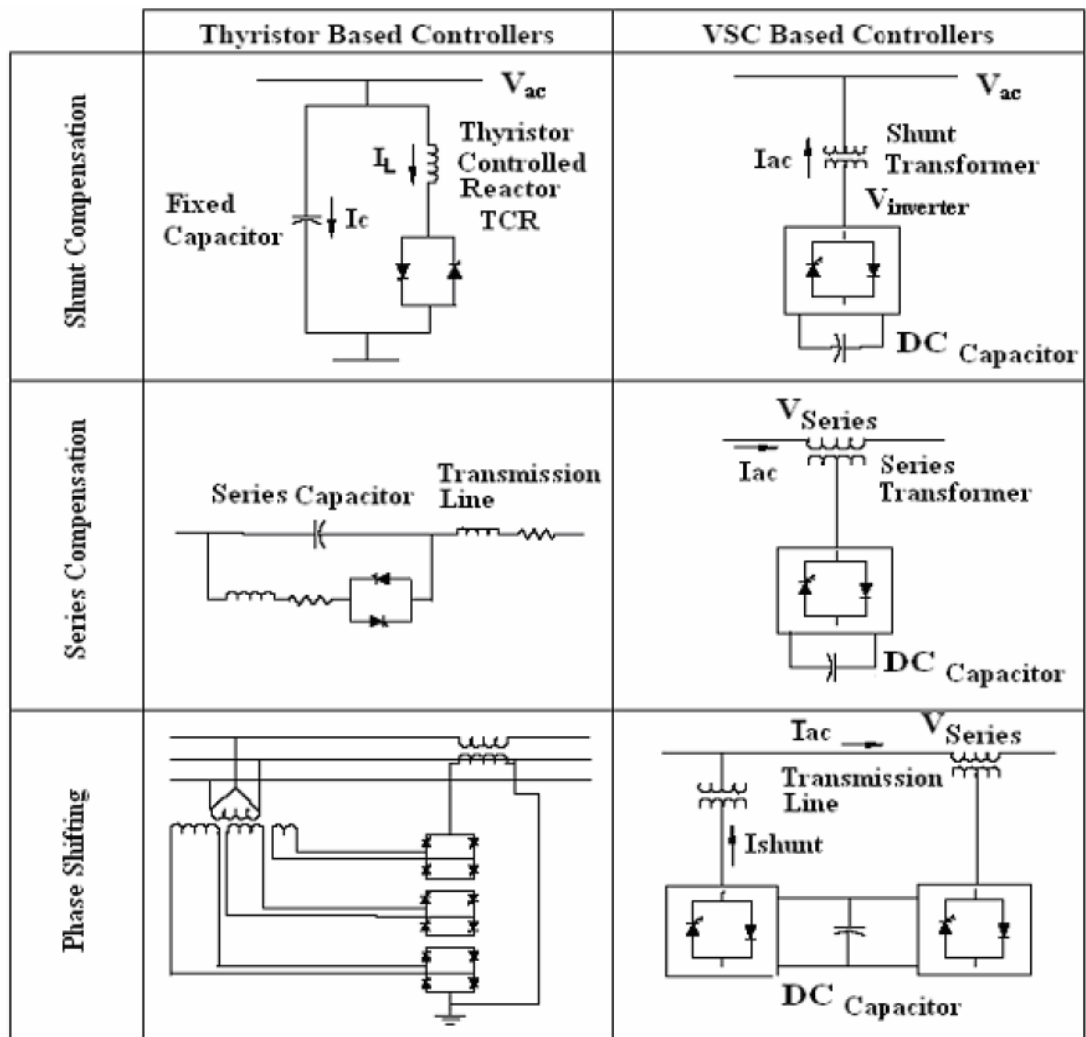 Thyristor Based Controllers
VSC Based Controllers
Shunt Compensation
Vac
Thyristor
Controlled
Reactor
TCR
IL
Fixed
Capacitor
Ic
Vac
Shunt
Transformer
Iac
Vinverter
DC Capacitor
Series Compensation
Series Capacitor
Transmission
Line
VSeries
Iac
Series
Transformer
DC Capacitor
Phase Shifting
Iac
VSeries
Transmission
Line
Ishunt
DC Capacitor